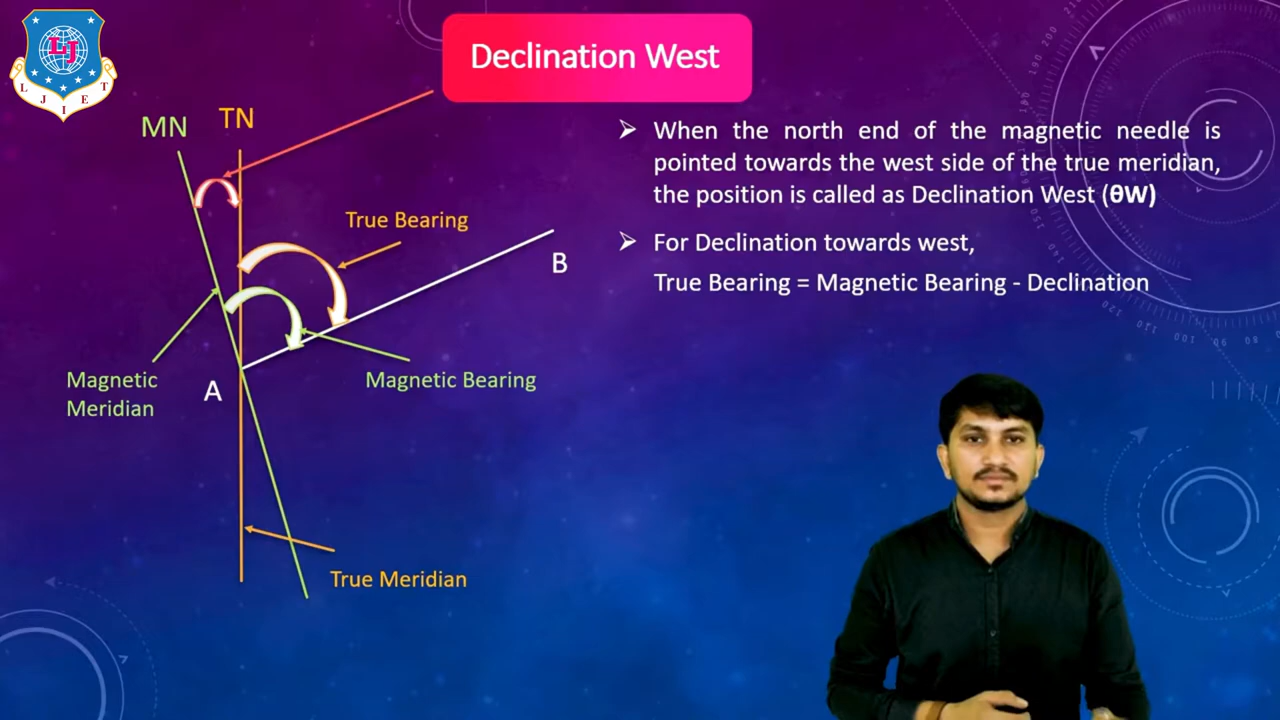 Declination West
L J I E T
LJ
MN
TN
When the north end of the magnetic needle is
pointed towards the west side of the true meridian,
the position is called as Declination West (θW)
True Bearing
For Declination towards west,
B
True Bearing = Magnetic Bearing - Declination
Magnetic
Meridian
A
Magnetic Bearing
True Meridian